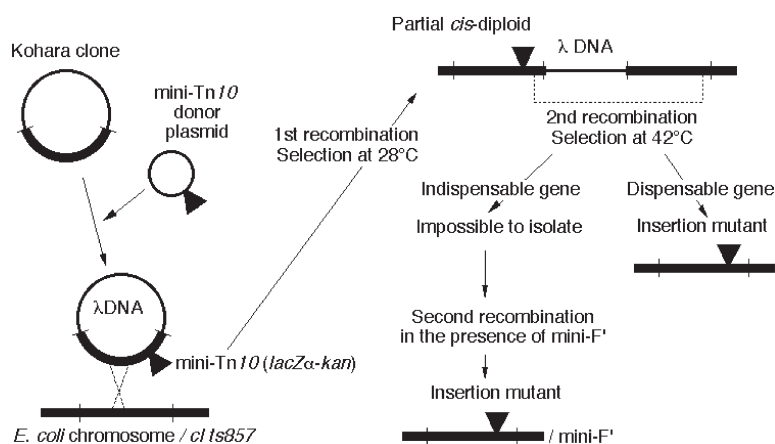 Kohara clone
mini-Tn10
donor
plasmid
λDNA
mini-Tn10 (lacZα-kan)
E. coli chromosome / cI ts857
1st recombination
Selection at 28°C
Partial cis-diploid
λ DNA
2nd recombination
Selection at 42°C
Indispensable gene
Dispensable gene
Impossible to isolate
Insertion mutant
Second recombination
in the presence of mini-F'
Insertion mutant
/ mini-F'